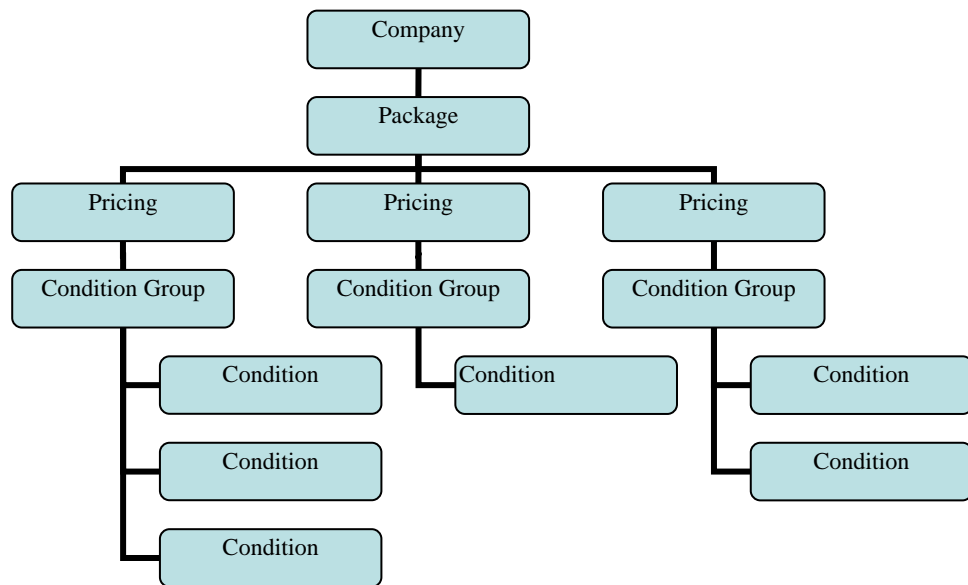 Company
Package
Pricing
Pricing
Pricing
Condition Group
Condition Group
Condition Group
Condition
Condition
Condition
Condition
Condition
Condition